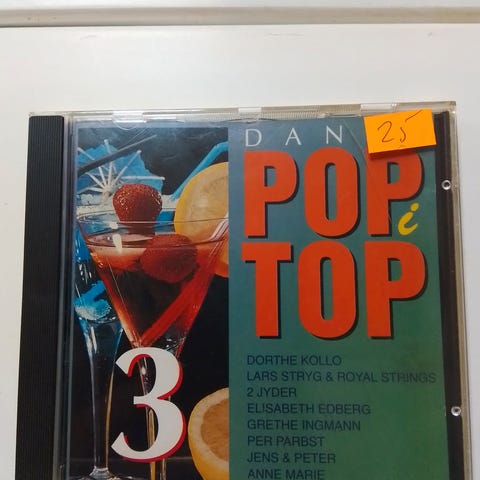 DAN
25
POP
i
TOP
3
DORTHE KOLLO
LARS STRYG & ROYAL STRINGS
2 JYDER
ELISABETH EDBERG
GRETHE INGMANN
PER PARBST
JENS & PETER
ANNE MARIE